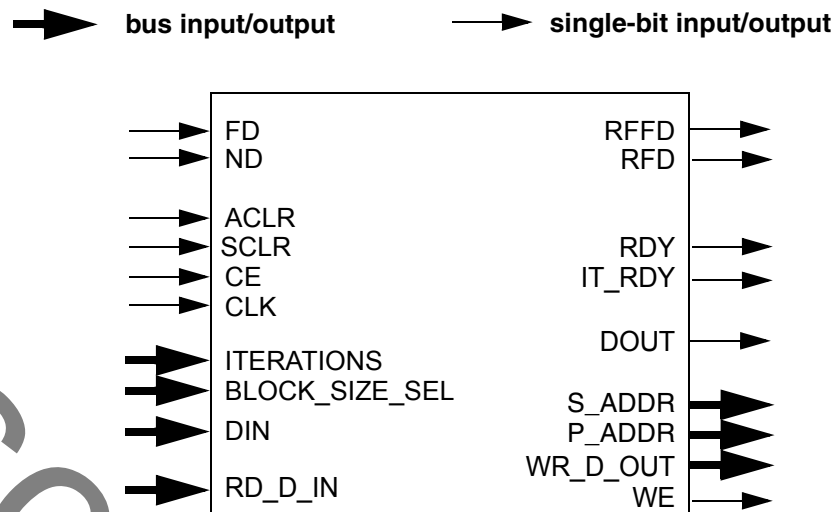 bus input/output
single-bit input/output
FD
ND
ACLR
SCLR
CE
CLK
ITERATIONS
BLOCK_SIZE_SEL
DIN
RD_D_IN
RFFD
RFD
RDY
IT_RDY
DOUT
S_ADDR
P_ADDR
WR_D_OUT
WE